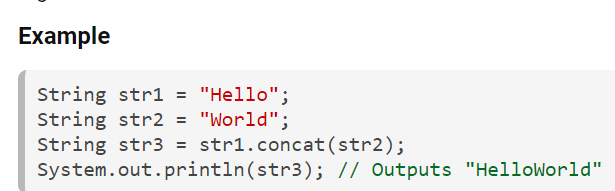 Example
String str1 = "Hello";
String str2 = "World";
String str3 = str1.concat(str2);
System.out.println(str3); // Outputs "HelloWorld"